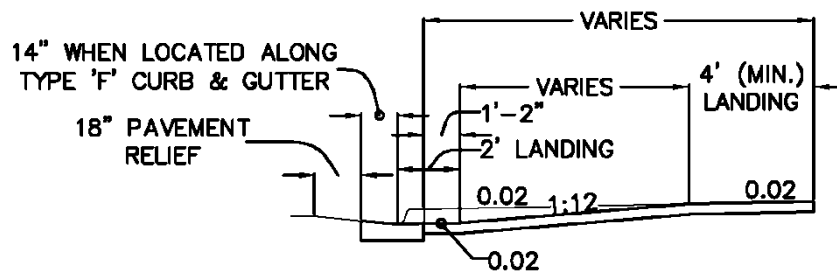 VARIES
14" WHEN LOCATED ALONG
TYPE 'F' CURB & GUTTER
VARIES
4' (MIN.)
LANDING
1'-2"
18" PAVEMENT
RELIEF
2' LANDING
0.02
1:12
0.02
0.02